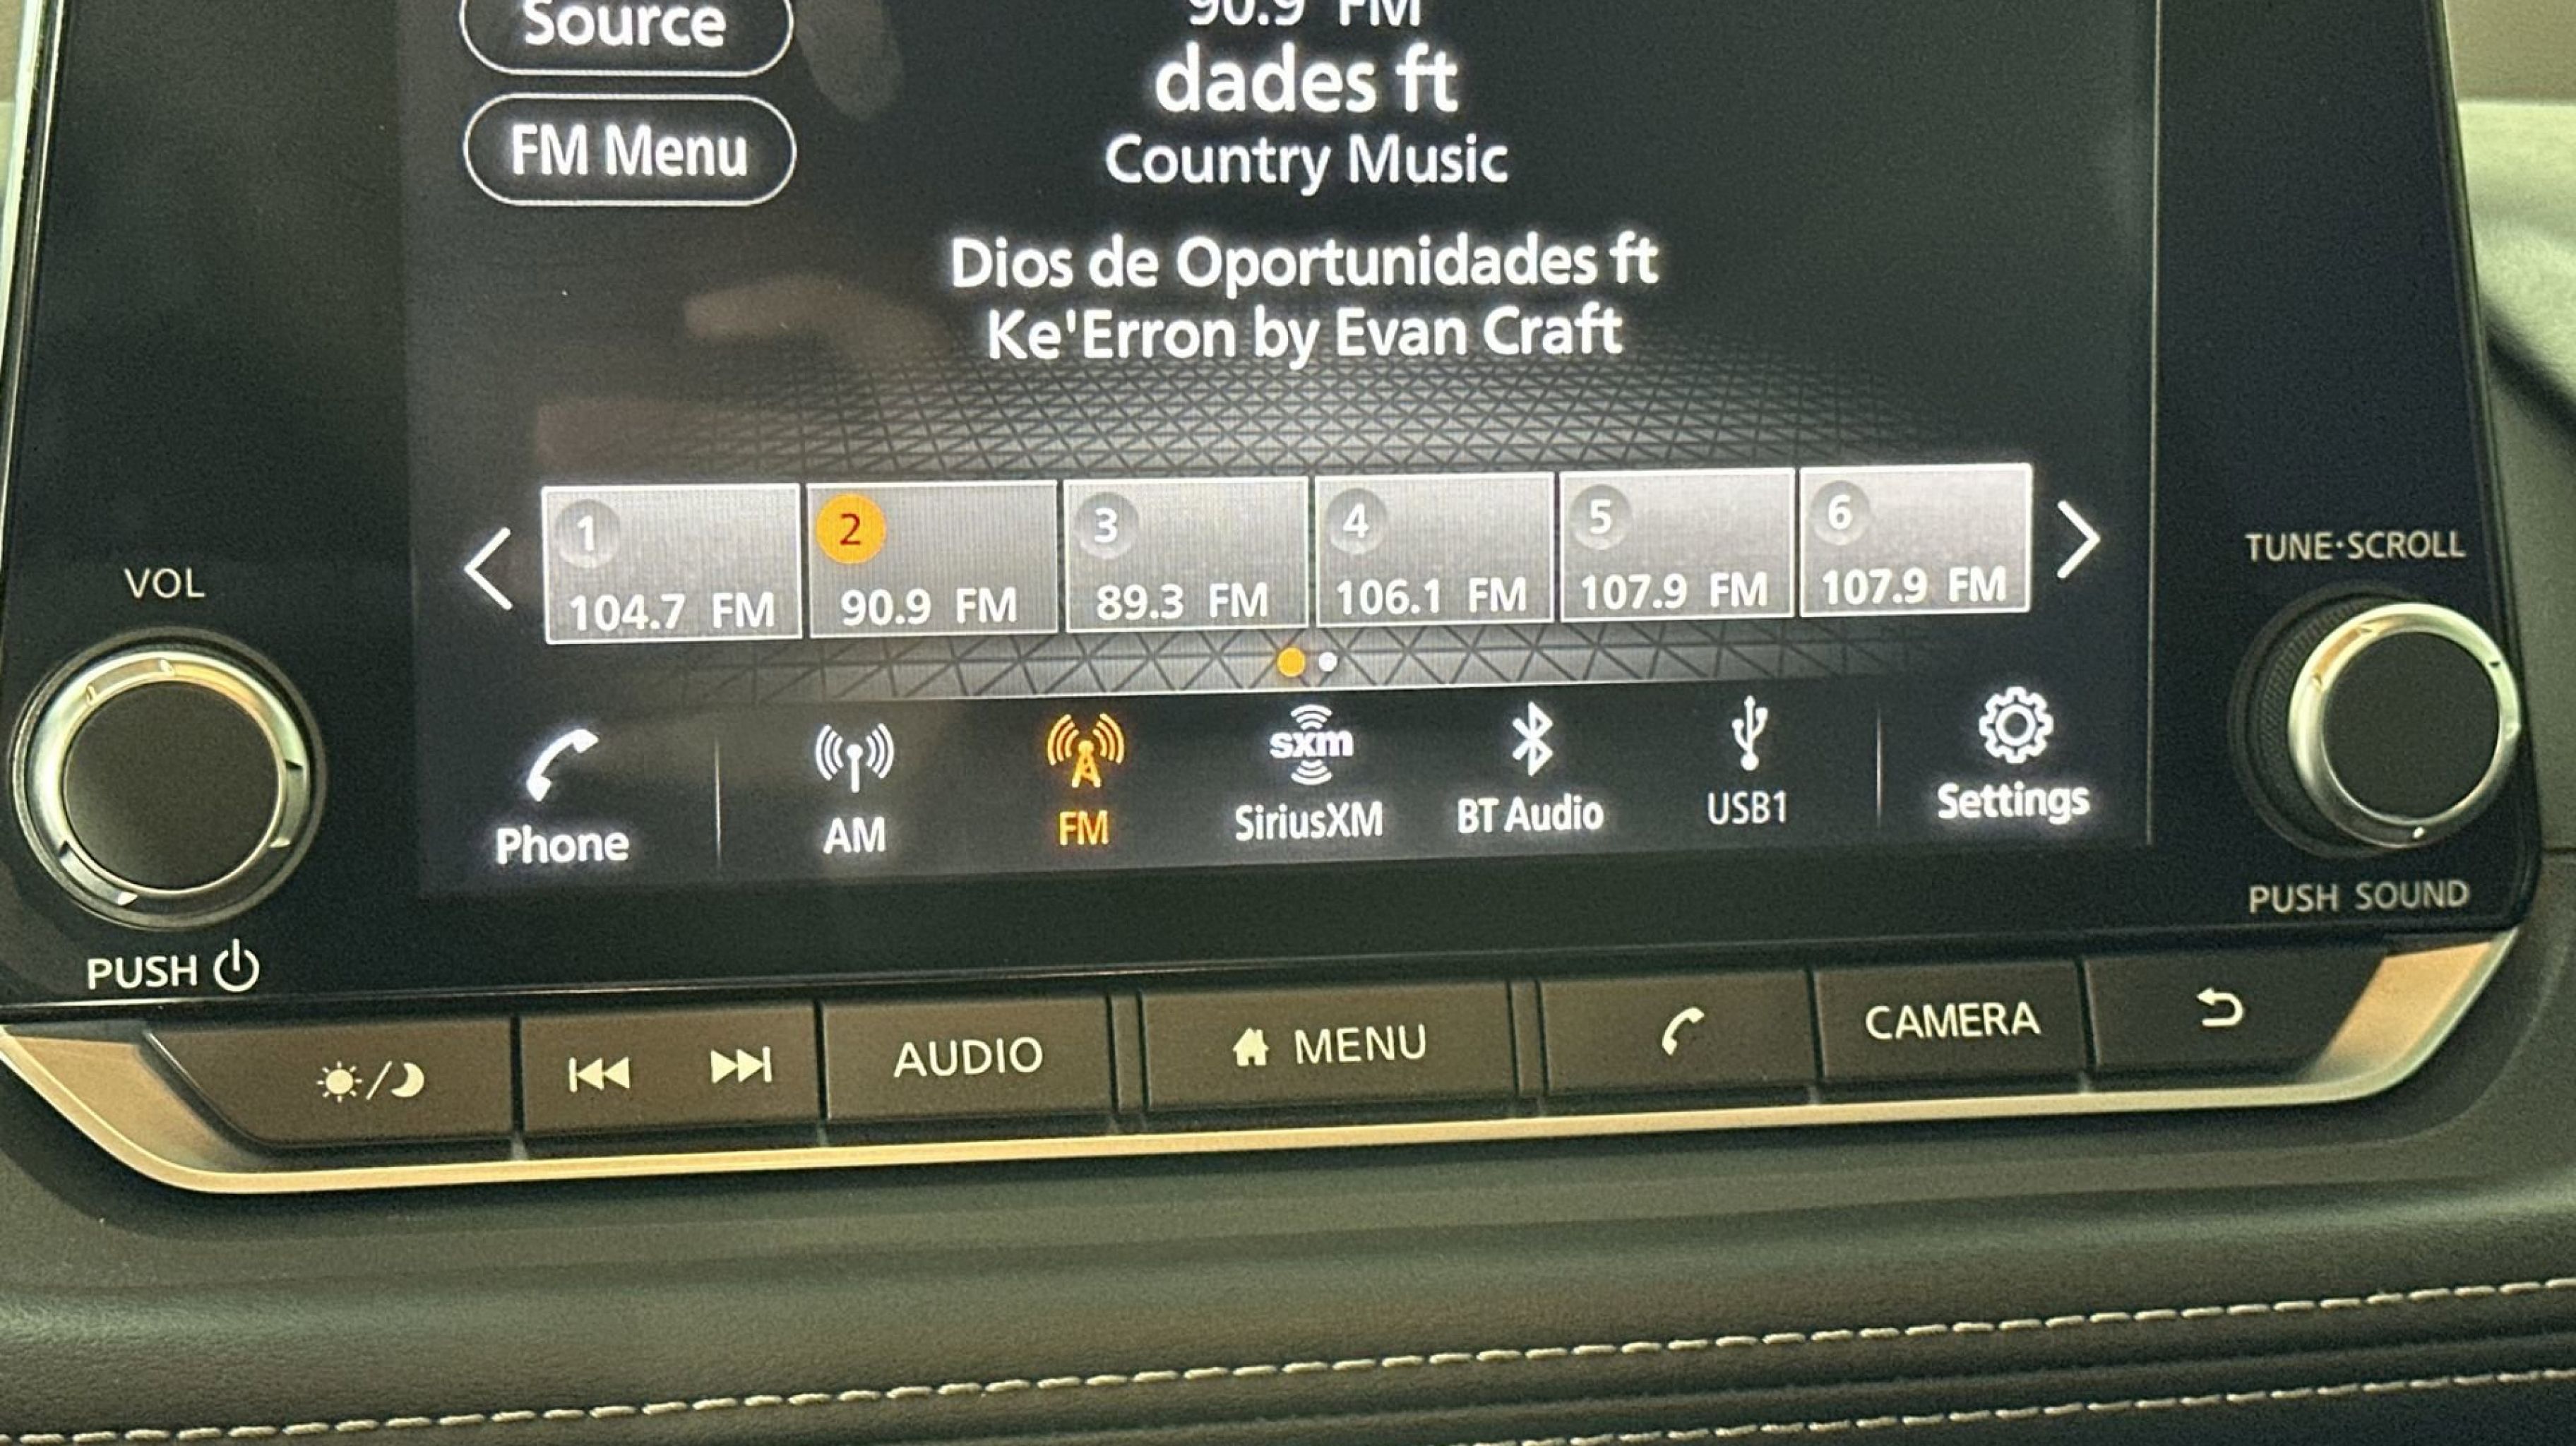 Source
90.9 FM
dades ft
FM Menu
Country Music
Dios de Oportunidades ft
Ke'Erron by Evan Craft
1
2
3
4
5
6
104.7 FM
90.9 FM
89.3 FM
106.1 FM
107.9 FM
107.9 FM
VOL
TUNE·SCROLL
sxm
Phone
AM
FM
SiriusXM
BT Audio
USB1
Settings
PUSH
PUSH SOUND
AUDIO
MENU
CAMERA